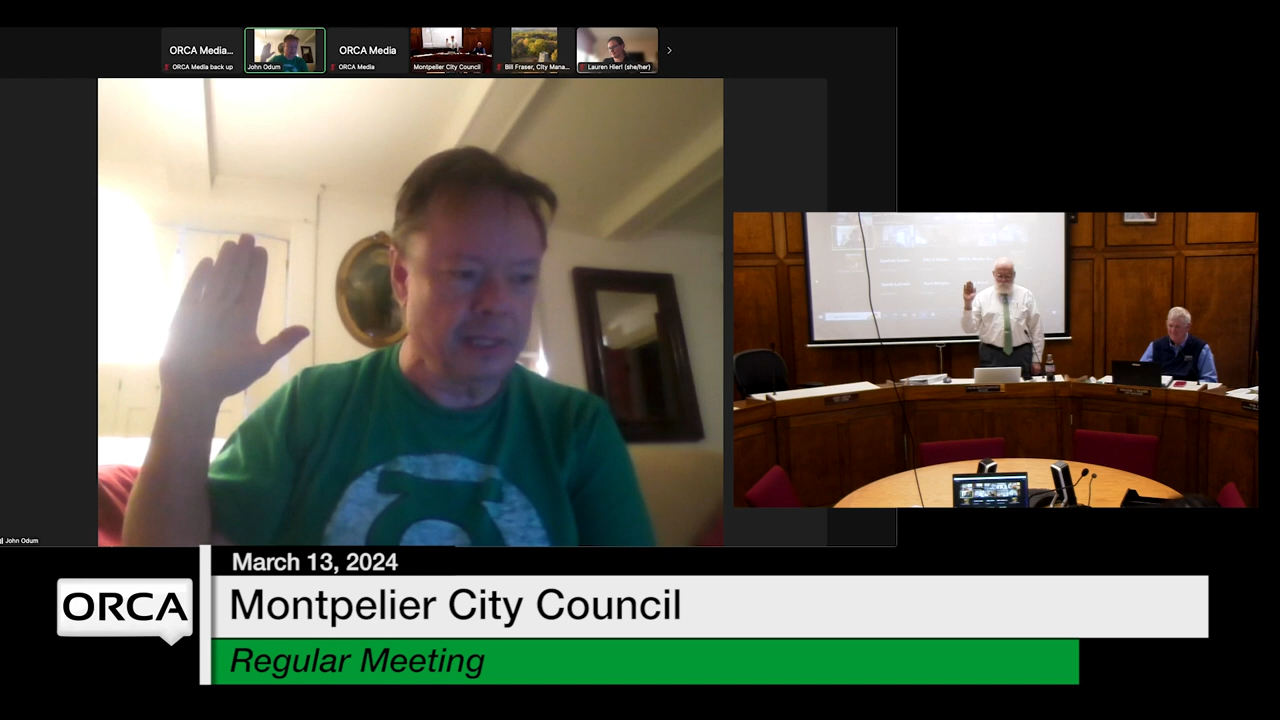 ORCA Media...
ORCA Media
ORCA Media back up
John Odum
ORCA Media
Montpelier City Council
Bill Fraser, City Mana...
Lauren Hierl (she/her)
John Odum
March 13, 2024
ORCA
Montpelier City Council
Regular Meeting